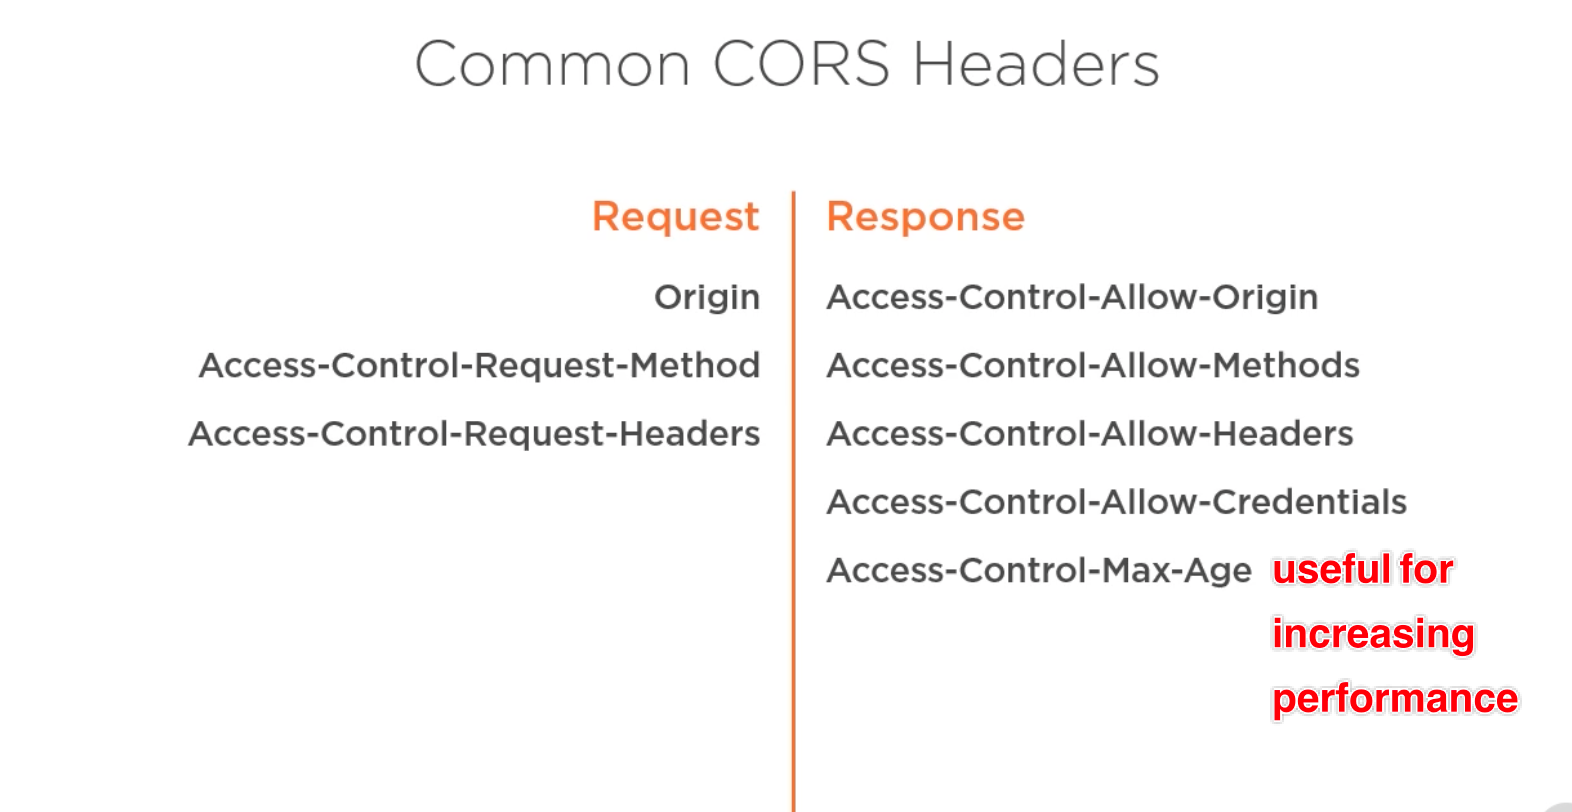 Common CORS Headers
Request
Origin
Access-Control-Request-Method
Access-Control-Request-Headers
Response
Access-Control-Allow-Origin
Access-Control-Allow-Methods
Access-Control-Allow-Headers
Access-Control-Allow-Credentials
Access-Control-Max-Age useful for
increasing
performance